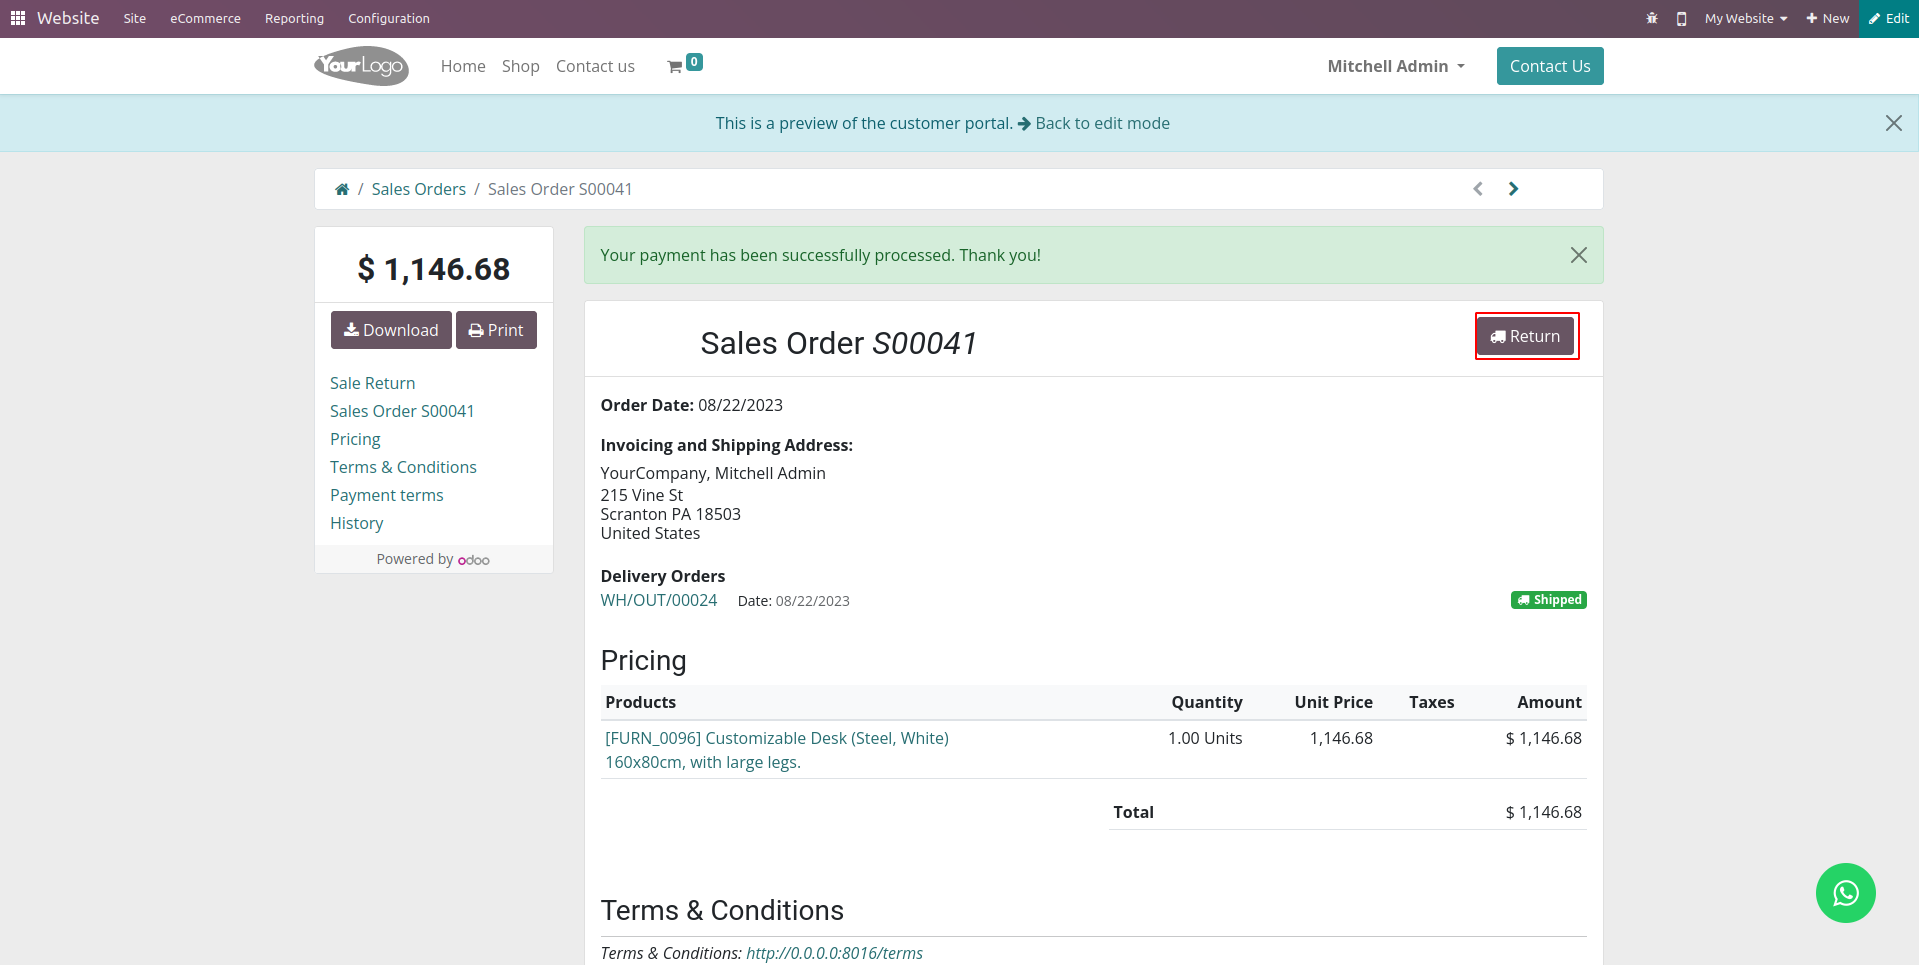 Website Site eCommerce Reporting Configuration My Website New Edit
YourLogo Home Shop Contact us 0 Mitchell Admin Contact Us
This is a preview of the customer portal. Back to edit mode
/ Sales Orders / Sales Order S00041
$ 1,146.68
Download Print
Sale Return
Sales Order S00041
Pricing
Terms & Conditions
Payment terms
History
Powered by odoo
Your payment has been successfully processed. Thank you!
Sales Order S00041 Return
Order Date: 08/22/2023
Invoicing and Shipping Address:
YourCompany, Mitchell Admin
215 Vine St
Scranton PA 18503
United States
Delivery Orders
WH/OUT/00024 Date: 08/22/2023 Shipped
Pricing
Products Quantity Unit Price Taxes Amount
[FURN_0096] Customizable Desk (Steel, White) 1.00 Units 1,146.68 $ 1,146.68
160x80cm, with large legs.
Total $ 1,146.68
Terms & Conditions
Terms & Conditions: http://0.0.0.0:8016/terms